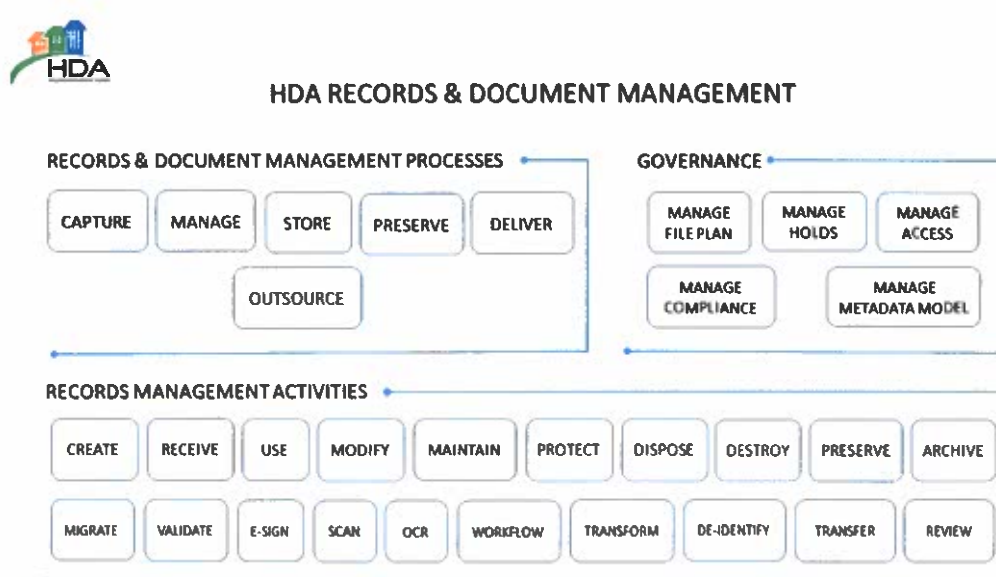 HDA
HDA RECORDS & DOCUMENT MANAGEMENT
RECORDS & DOCUMENT MANAGEMENT PROCESSES
CAPTURE
MANAGE
STORE
PRESERVE
DELIVER
OUTSOURCE
GOVERNANCE
MANAGE
FILE PLAN
MANAGE
HOLDS
MANAGE
ACCESS
MANAGE
COMPLIANCE
MANAGE
METADATA MODEL
RECORDS MANAGEMENT ACTIVITIES
CREATE
RECEIVE
USE
MODIFY
MAINTAIN
PROTECT
DISPOSE
DESTROY
PRESERVE
ARCHIVE
MIGRATE
VALIDATE
E-SIGN
SCAN
OCR
WORKFLOW
TRANSFORM
DE-IDENTIFY
TRANSFER
REVIEW